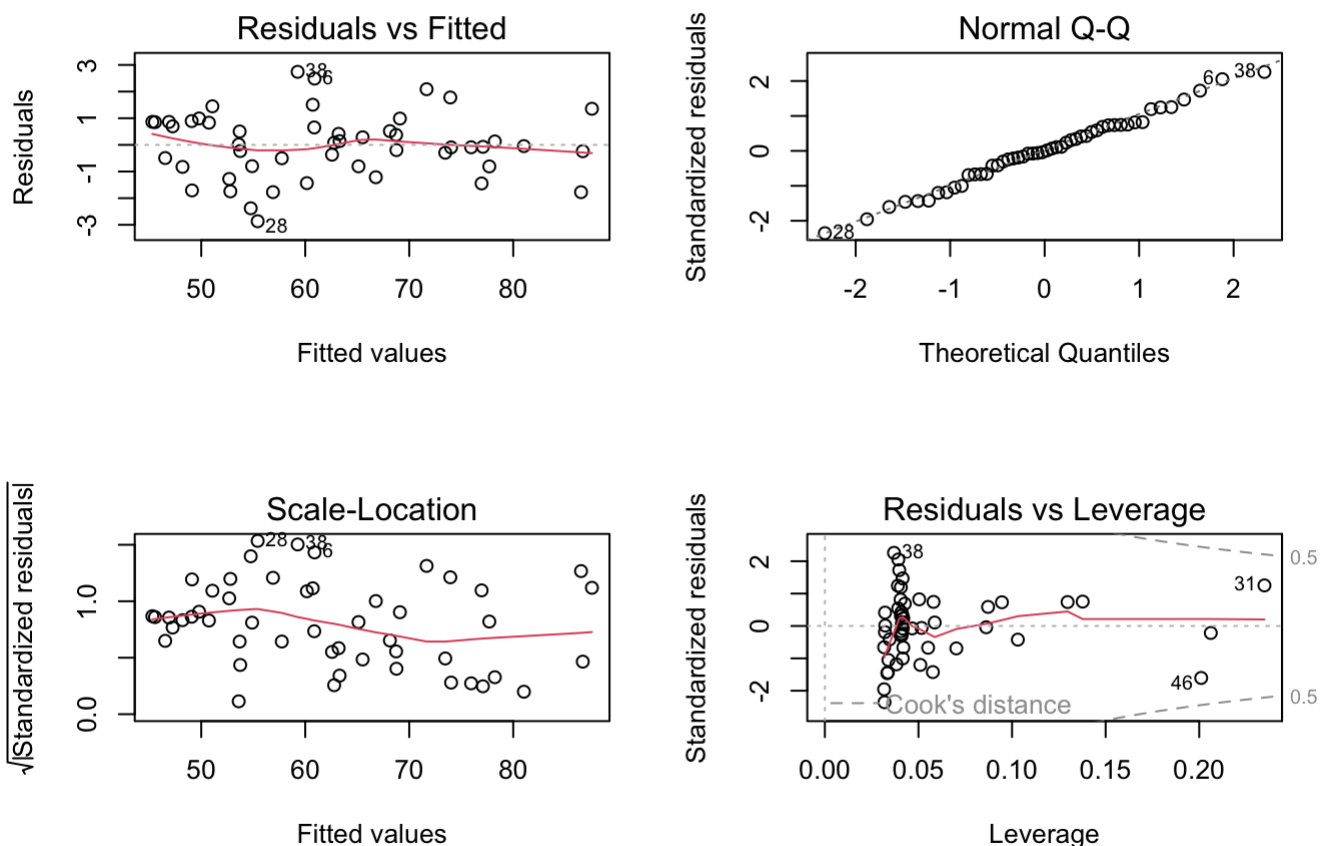 Residuals vs Fitted
Residuals
3
1
-1
-3
38
6
28
50 60 70 80
Fitted values
Normal Q-Q
Standardized residuals
2
0
-2
6
38
28
-2 -1 0 1 2
Theoretical Quantiles
Scale-Location
√|Standardized residuals|
1.0
0.0
28
38
6
50 60 70 80
Fitted values
Residuals vs Leverage
Standardized residuals
2
0
-2
38
31
46
0.5
0.5
Cook's distance
0.00 0.05 0.10 0.15 0.20
Leverage